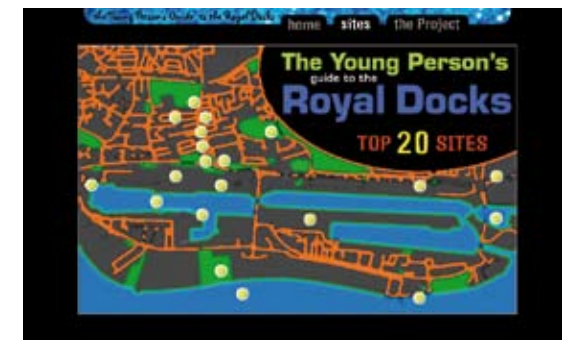 the Young Person's Guide to the Royal Docks
home sites the Project
The Young Person's
guide to the
Royal Docks
TOP 20 SITES